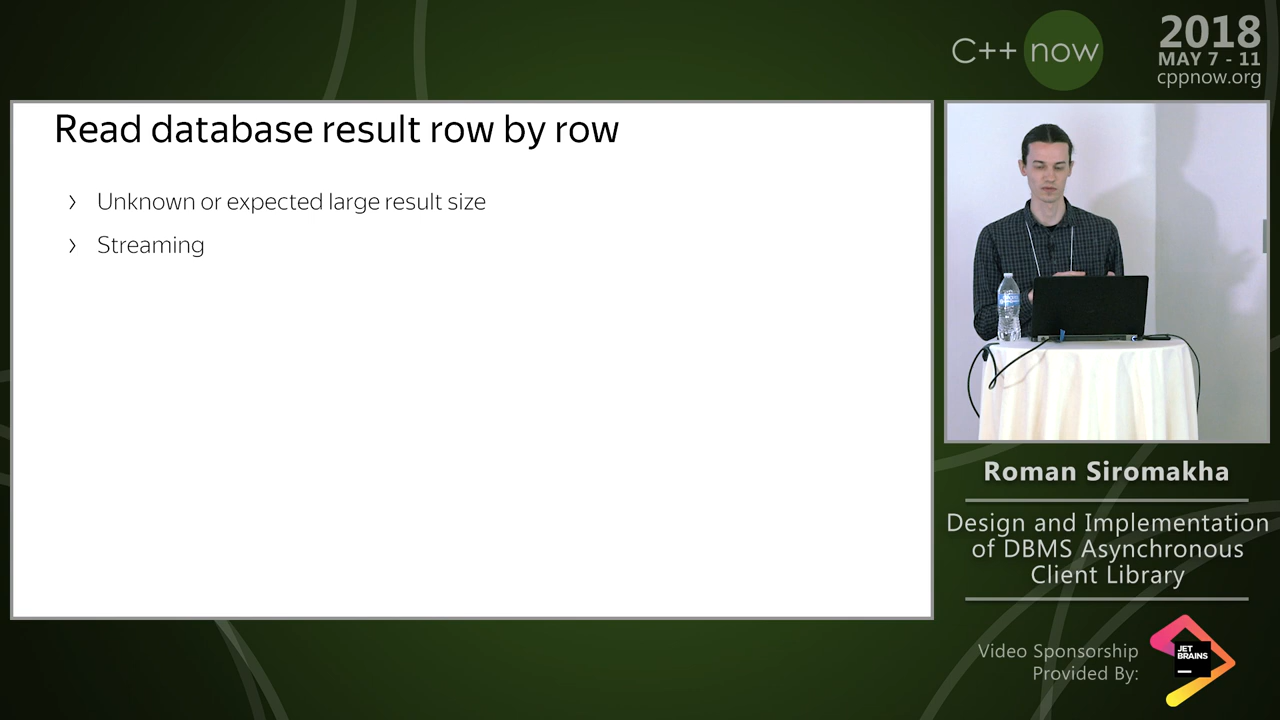 C++ now
2018
MAY 7 - 11
cppnow.org
Read database result row by row
› Unknown or expected large result size
› Streaming
Roman Siromakha
Design and Implementation
of DBMS Asynchronous
Client Library
Video Sponsorship
Provided By:
JET
BRAINS